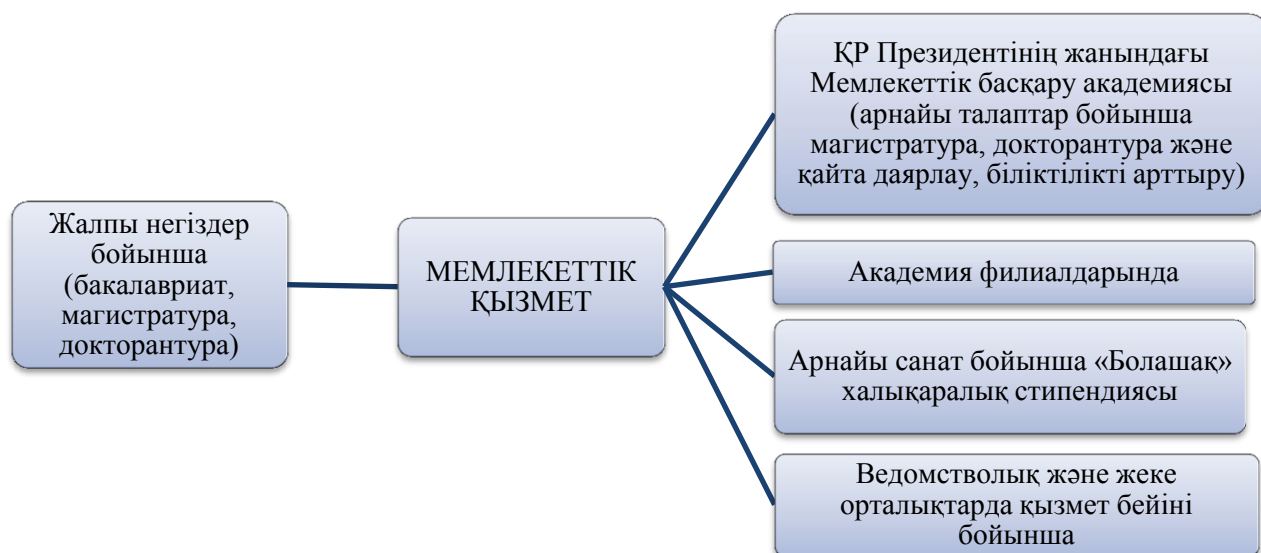 Жалпы негіздер
бойынша
(бакалавриат,
магистратура,
докторантура)
МЕМЛЕКЕТТІК
ҚЫЗМЕТ
ҚР Президентінің жанындағы
Мемлекеттік басқару академиясы
(арнайы талаптар бойынша
магистратура, докторантура және
қайта даярлау, біліктілікті арттыру)
Академия филиалдарында
Арнайы санат бойынша «Болашақ»
халықаралық стипендиясы
Ведомстволық және жеке
орталықтарда қызмет бейіні
бойынша